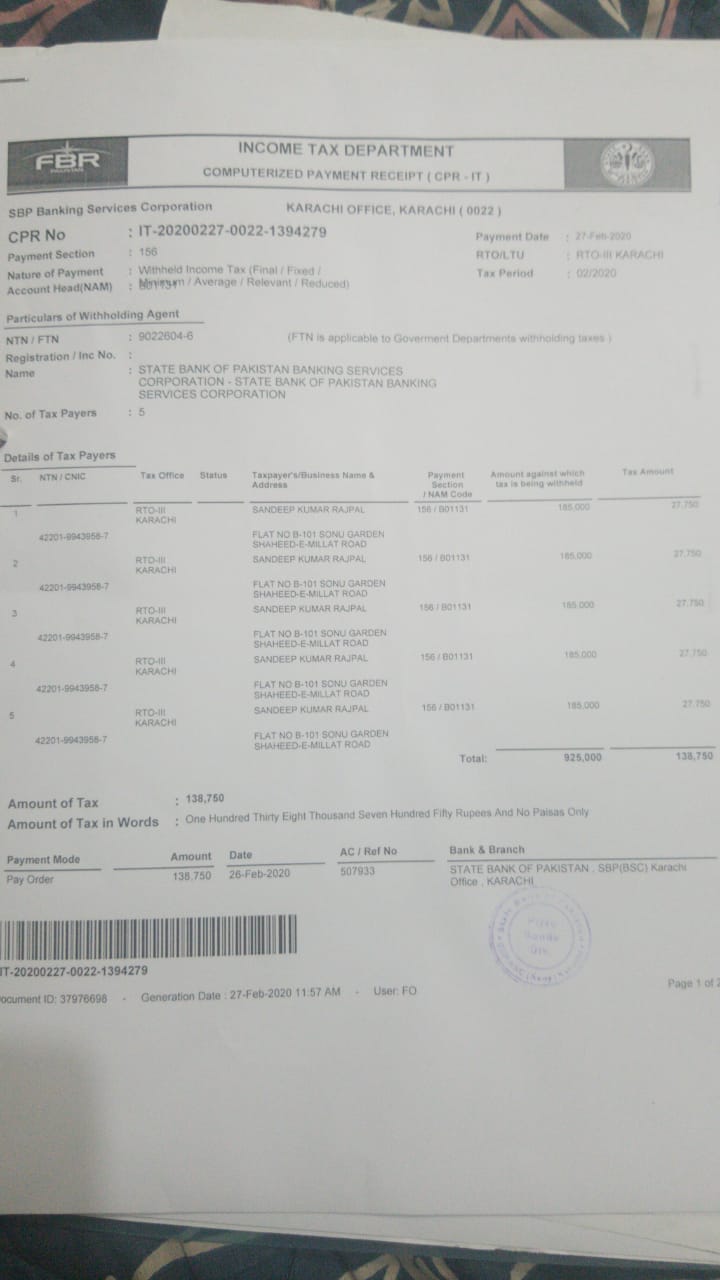 FBR
PAKISTAN
INCOME TAX DEPARTMENT
COMPUTERIZED PAYMENT RECEIPT ( CPR - IT )
SBP Banking Services Corporation KARACHI OFFICE, KARACHI ( 0022 )
CPR No : IT-20200227-0022-1394279 Payment Date : 27-Feb-2020
Payment Section : 156 RTO/LTU : RTO-III KARACHI
Nature of Payment : Withheld Income Tax (Final / Fixed / Tax Period : 02/2020
Minimum / Average / Relevant / Reduced)
Account Head(NAM) : B01131
Particulars of Withholding Agent
NTN / FTN : 9022604-6 (FTN is applicable to Goverment Departments withholding taxes )
Registration / Inc No. :
Name : STATE BANK OF PAKISTAN BANKING SERVICES
CORPORATION - STATE BANK OF PAKISTAN BANKING
SERVICES CORPORATION
No. of Tax Payers : 5
Details of Tax Payers
Sr. NTN / CNIC Tax Office Status Taxpayer's/Business Name & Address Payment Section / NAM Code Amount against which tax is being withheld Tax Amount
1 RTO-III SANDEEP KUMAR RAJPAL 156 / B01131 185,000 27,750
KARACHI
42201-9943958-7 FLAT NO B-101 SONU GARDEN
SHAHEED-E-MILLAT ROAD
2 RTO-III SANDEEP KUMAR RAJPAL 156 / B01131 185,000 27,750
KARACHI
42201-9943958-7 FLAT NO B-101 SONU GARDEN
SHAHEED-E-MILLAT ROAD
3 RTO-III SANDEEP KUMAR RAJPAL 156 / B01131 185,000 27,750
KARACHI
42201-9943958-7 FLAT NO B-101 SONU GARDEN
SHAHEED-E-MILLAT ROAD
4 RTO-III SANDEEP KUMAR RAJPAL 156 / B01131 185,000 27,750
KARACHI
42201-9943958-7 FLAT NO B-101 SONU GARDEN
SHAHEED-E-MILLAT ROAD
5 RTO-III SANDEEP KUMAR RAJPAL 156 / B01131 185,000 27,750
KARACHI
42201-9943958-7 FLAT NO B-101 SONU GARDEN
SHAHEED-E-MILLAT ROAD
Total: 925,000 138,750
Amount of Tax : 138,750
Amount of Tax in Words : One Hundred Thirty Eight Thousand Seven Hundred Fifty Rupees And No Paisas Only
Payment Mode Amount Date AC / Ref No Bank & Branch
Pay Order 138,750 26-Feb-2020 507933 STATE BANK OF PAKISTAN , SBP(BSC) Karachi
Office , KARACHI
IT-20200227-0022-1394279
ocument ID: 37976698 - Generation Date : 27-Feb-2020 11:57 AM - User: FO
Page 1 of 2